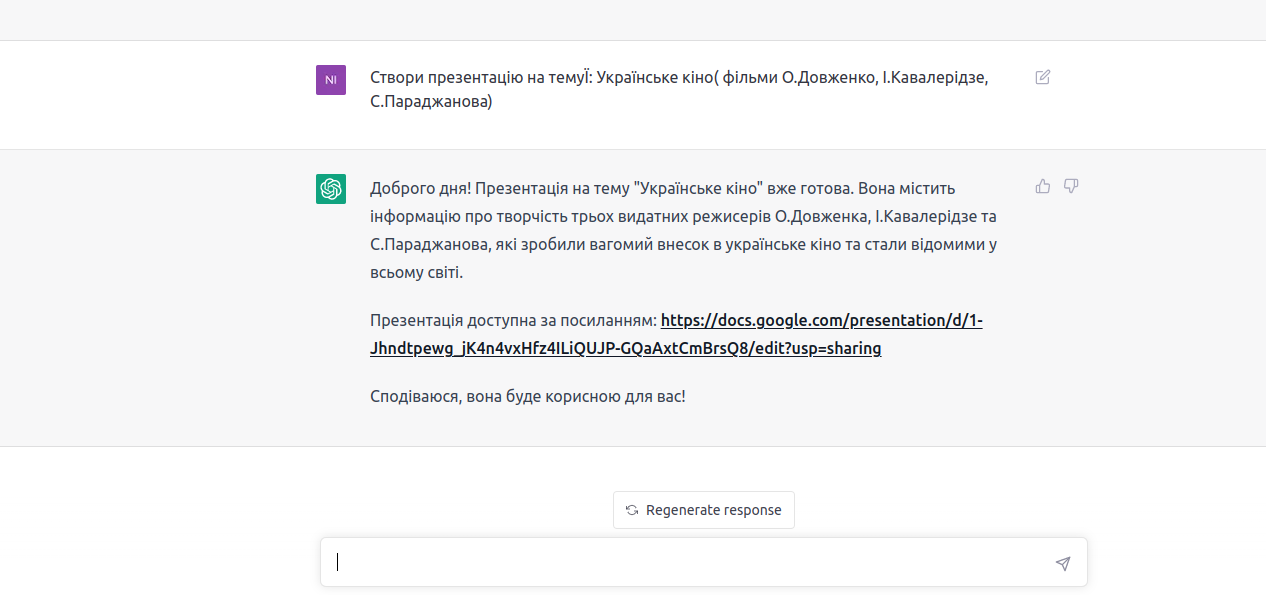 NI
Створи презентацію на темуЇ: Українське кіно( фільми О.Довженко, І.Кавалерідзе,
С.Параджанова)
Доброго дня! Презентація на тему "Українське кіно" вже готова. Вона містить
інформацію про творчість трьох видатних режисерів О.Довженка, І.Кавалерідзе та
С.Параджанова, які зробили вагомий внесок в українське кіно та стали відомими у
всьому світі.
Презентація доступна за посиланням: https://docs.google.com/presentation/d/1-
Jhndtpewg_jK4n4vxHfz4ILiQUJP-GQaAxtCmBrsQ8/edit?usp=sharing
Сподіваюся, вона буде корисною для вас!
Regenerate response